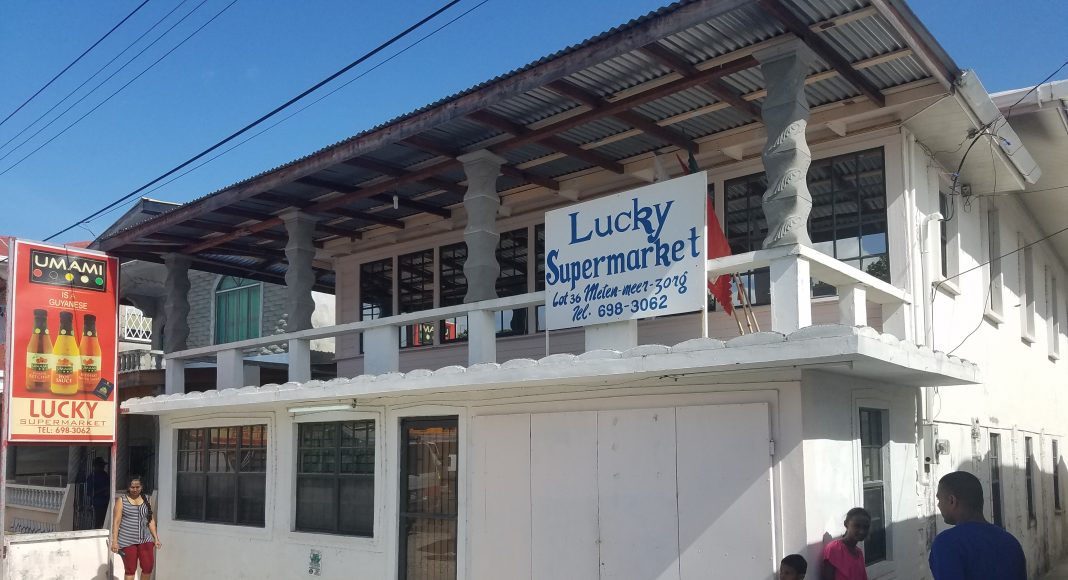 UMAMI
IS A
GUYANESE
LUCKY
SUPERMARKET
TEL: 698-3062
Lucky
Supermarket
Lot 36 Meten-meer-zorg
Tel. 698-3062